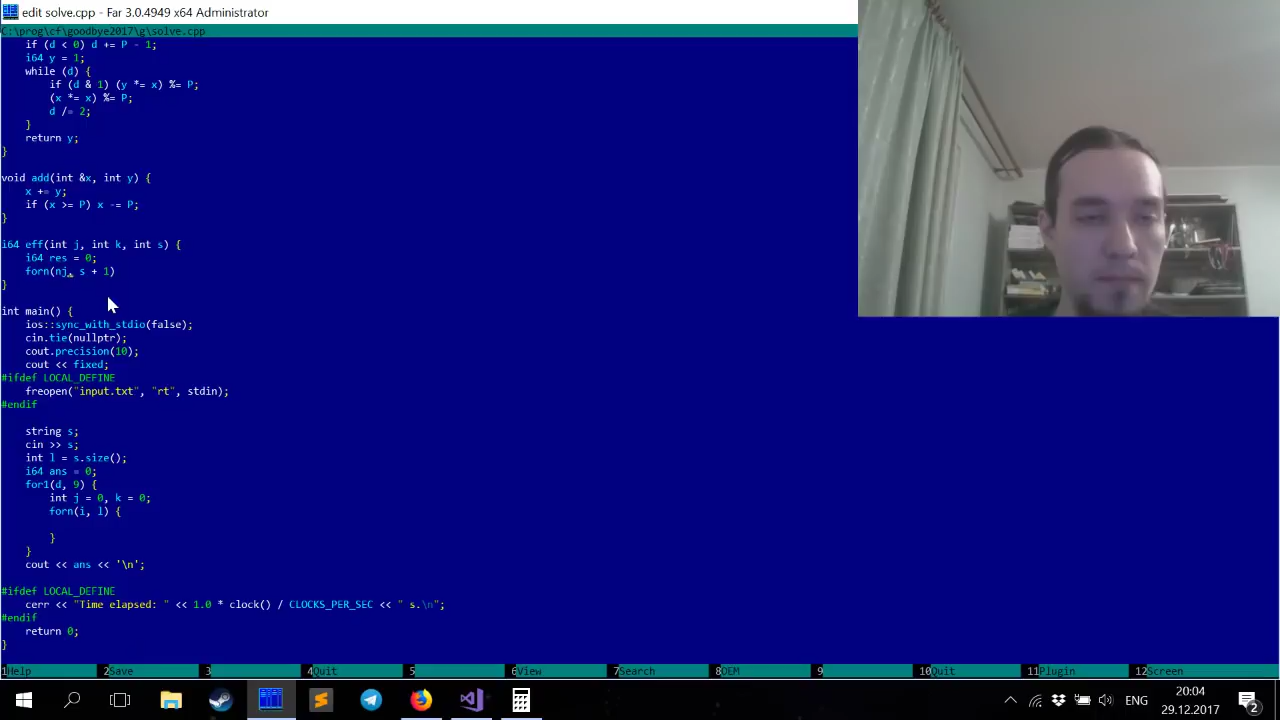 edit solve.cpp - Far 3.0.4949 x64 Administrator
C:\prog\cf\goodbye2017\g\solve.cpp
    if (d < 0) d += P - 1;
    i64 y = 1;
    while (d) {
        if (d & 1) (y *= x) %= P;
        (x *= x) %= P;
        d /= 2;
    }
    return y;
}
void add(int &x, int y) {
    x += y;
    if (x >= P) x -= P;
}
i64 eff(int j, int k, int s) {
    i64 res = 0;
    forn(nj, s + 1)
}
int main() {
    ios::sync_with_stdio(false);
    cin.tie(nullptr);
    cout.precision(10);
    cout << fixed;
#ifdef LOCAL_DEFINE
    freopen("input.txt", "rt", stdin);
#endif
    string s;
    cin >> s;
    int l = s.size();
    i64 ans = 0;
    for1(d, 9) {
        int j = 0, k = 0;
        forn(i, l) {
        }
    }
    cout << ans << '\n';
#ifdef LOCAL_DEFINE
    cerr << "Time elapsed: " << 1.0 * clock() / CLOCKS_PER_SEC << " s.\n";
#endif
    return 0;
}
1Help 2Save 3 4Quit 5 6View 7Search 8OEM 9 10Quit 11Plugin 12Screen
ENG
20:04
29.12.2017
2